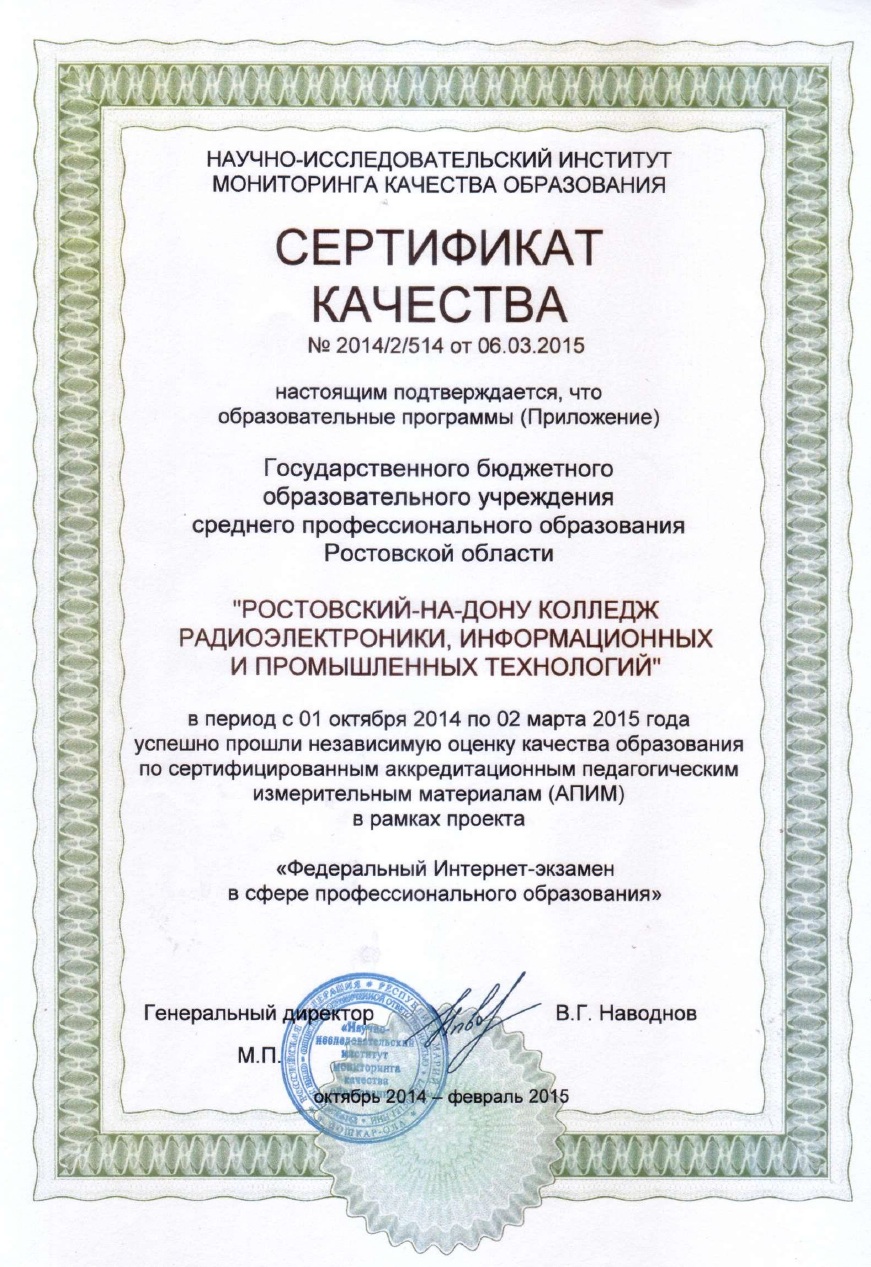 НАУЧНО-ИССЛЕДОВАТЕЛЬСКИЙ ИНСТИТУТ
МОНИТОРИНГА КАЧЕСТВА ОБРАЗОВАНИЯ
СЕРТИФИКАТ
КАЧЕСТВА
№ 2014/2/514 от 06.03.2015
настоящим подтверждается, что
образовательные программы (Приложение)
Государственного бюджетного
образовательного учреждения
среднего профессионального образования
Ростовской области
"РОСТОВСКИЙ-НА-ДОНУ КОЛЛЕДЖ
РАДИОЭЛЕКТРОНИКИ, ИНФОРМАЦИОННЫХ
И ПРОМЫШЛЕННЫХ ТЕХНОЛОГИЙ"
в период с 01 октября 2014 по 02 марта 2015 года
успешно прошли независимую оценку качества образования
по сертифицированным аккредитационным педагогическим
измерительным материалам (АПИМ)
в рамках проекта
«Федеральный Интернет-экзамен
в сфере профессионального образования»
Генеральный директор В.Г. Наводнов
М.П.
«Научно-
исследовательский
институт
мониторинга
качества
октябрь 2014 – февраль 2015